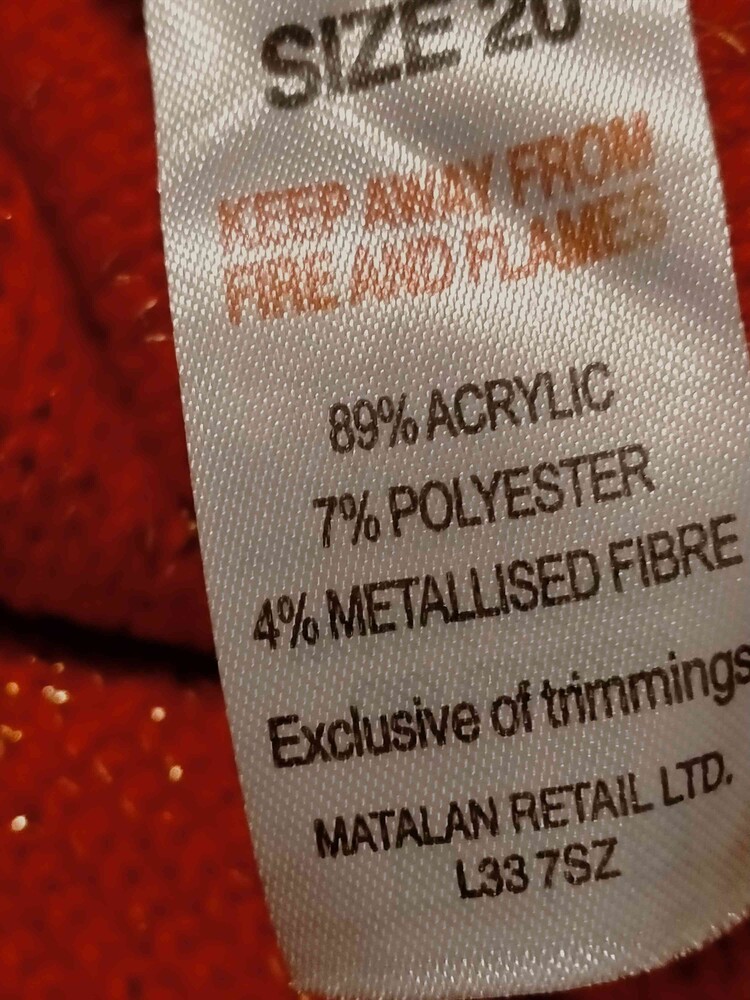 SIZE 20
KEEP AWAY FROM
FIRE AND FLAMES
89% ACRYLIC
7% POLYESTER
4% METALLISED FIBRE
Exclusive of trimmings
MATALAN RETAIL LTD.
L33 7SZ